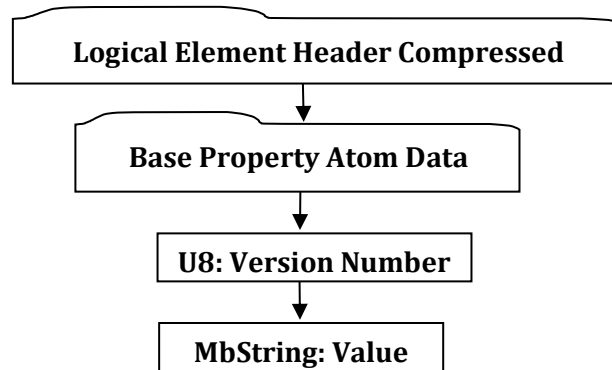 Logical Element Header Compressed
Base Property Atom Data
U8: Version Number
MbString: Value